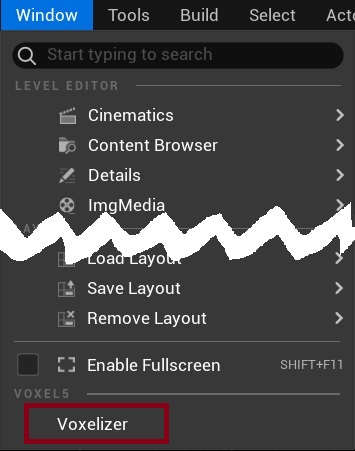 Window Tools Build Select Acto
Start typing to search
LEVEL EDITOR
Cinematics
Content Browser
Details
ImgMedia
Load Layout
Save Layout
Remove Layout
Enable Fullscreen SHIFT+F11
VOXEL5
Voxelizer